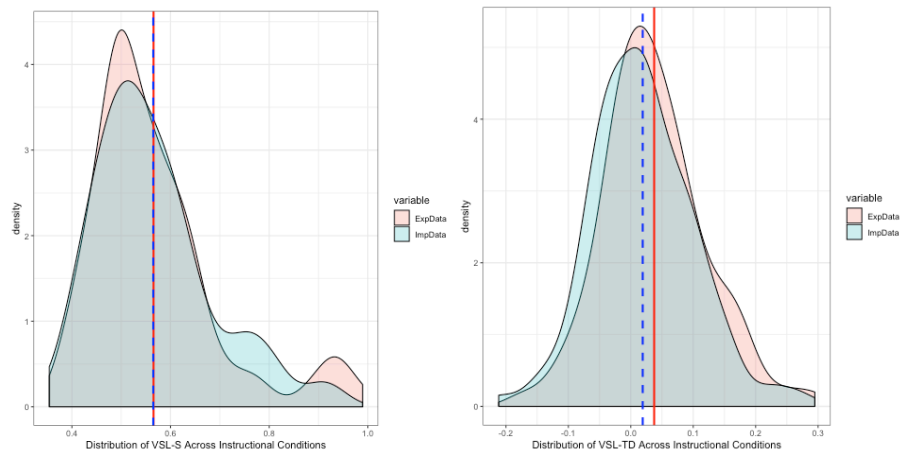 density
4
3
2
1
0
0.4
0.6
0.8
1.0
Distribution of VSL-S Across Instructional Conditions
variable
ExpData
ImpData
density
4
2
0
-0.2
-0.1
0.0
0.1
0.2
0.3
Distribution of VSL-TD Across Instructional Conditions
variable
ExpData
ImpData